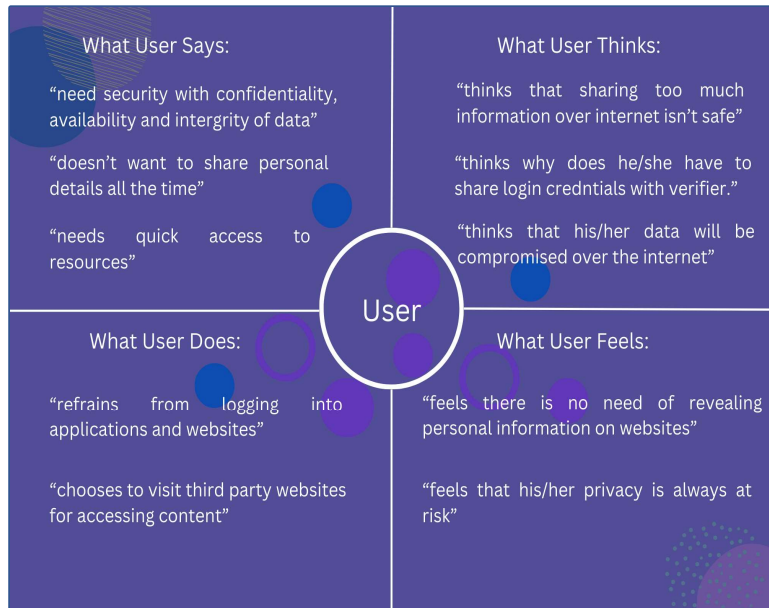 What User Says:
“need security with confidentiality,
availability and intergrity of data”
“doesn’t want to share personal
details all the time”
“needs quick access to
resources”
What User Thinks:
“thinks that sharing too much
information over internet isn’t safe”
“thinks why does he/she have to
share login credntials with verifier.”
“thinks that his/her data will be
compromised over the internet”
User
What User Does:
“refrains from logging into
applications and websites”
“chooses to visit third party websites
for accessing content”
What User Feels:
“feels there is no need of revealing
personal information on websites”
“feels that his/her privacy is always at
risk”